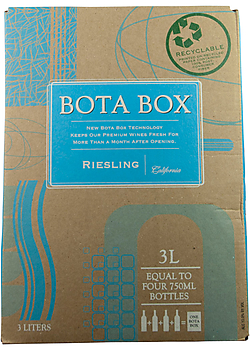 RECYCLABLE
BOTA BOX
NEW BOTA BOX TECHNOLOGY
KEEPS OUR PREMIUM WINES FRESH FOR
MORE THAN A MONTH AFTER OPENING.
RIESLING
California
3L
EQUAL TO
FOUR 750ML
BOTTLES
ONE
BOTA
BOX
3 LITERS